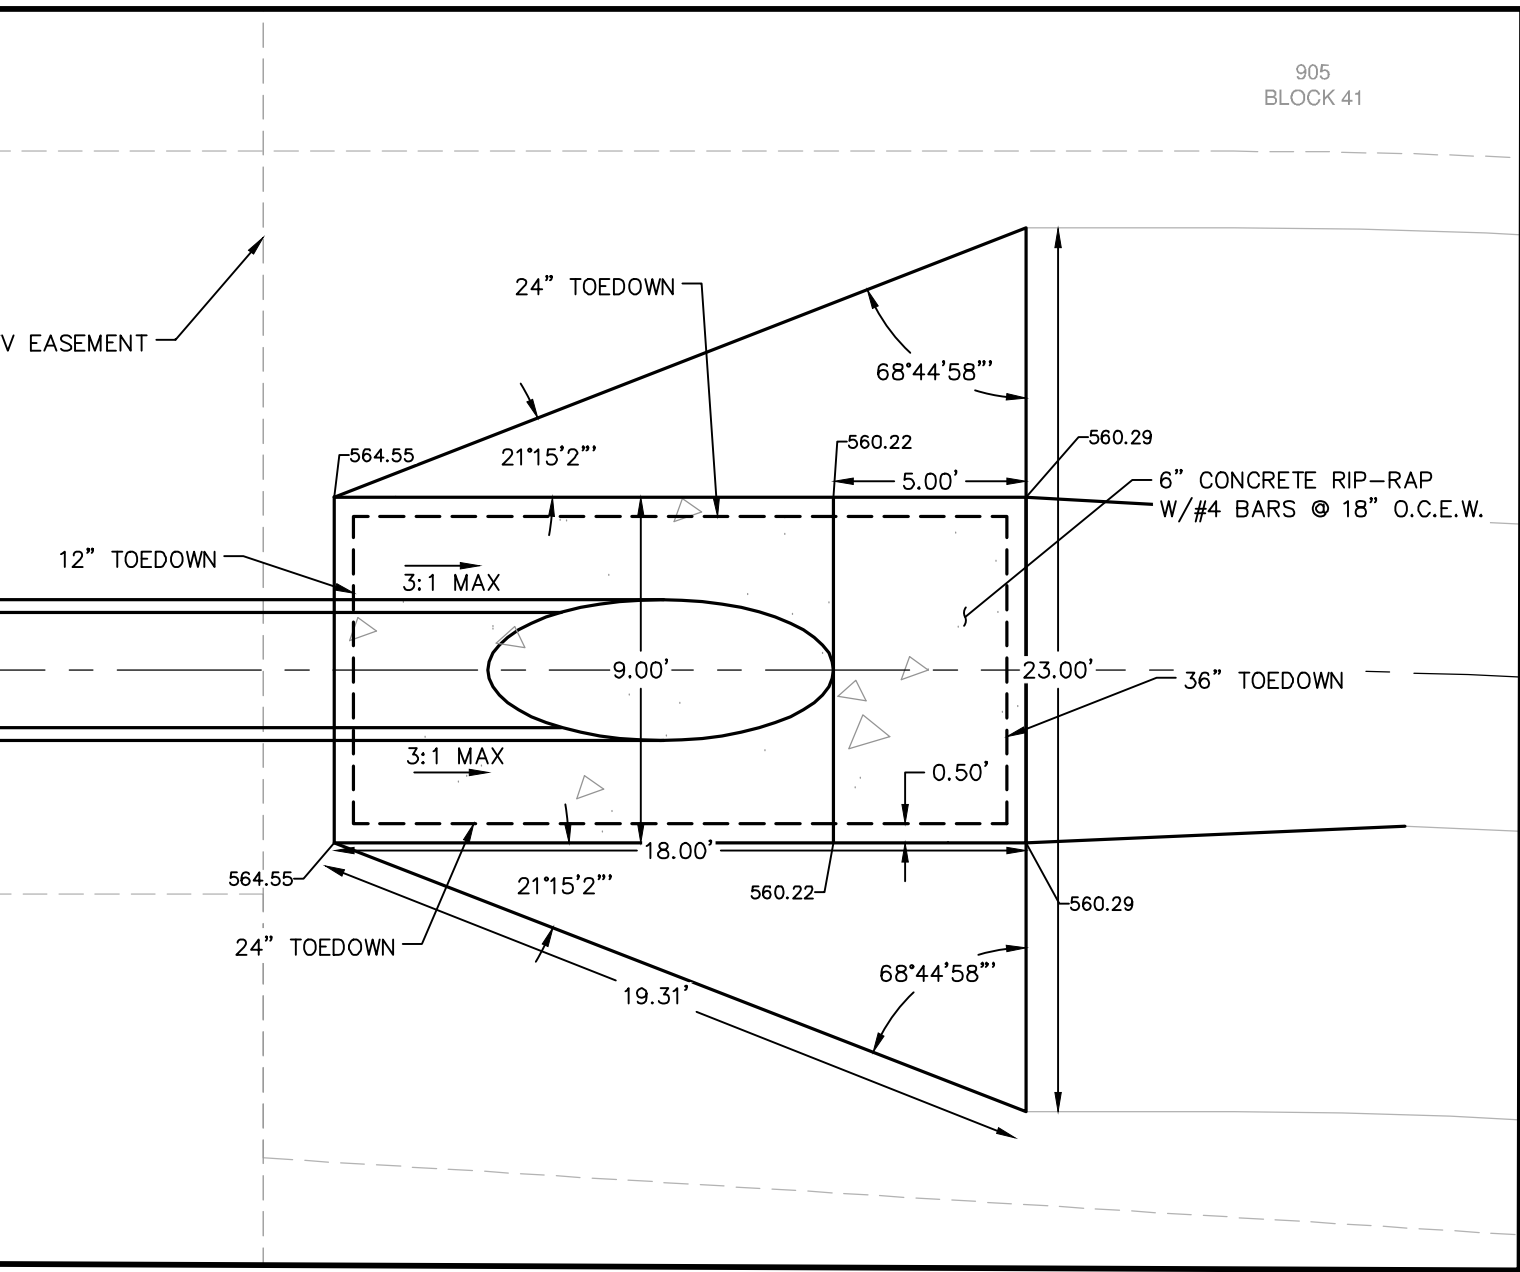 905
BLOCK 41
24” TOEDOWN
V EASEMENT
68°44'58”'
21°15'2”'
564.55
560.22
560.29
5.00'
6” CONCRETE RIP-RAP
W/#4 BARS @ 18” O.C.E.W.
12” TOEDOWN
3:1 MAX
9.00'
23.00'
36” TOEDOWN
3:1 MAX
0.50'
18.00'
564.55
21°15'2”'
560.22
560.29
24” TOEDOWN
68°44'58”'
19.31'